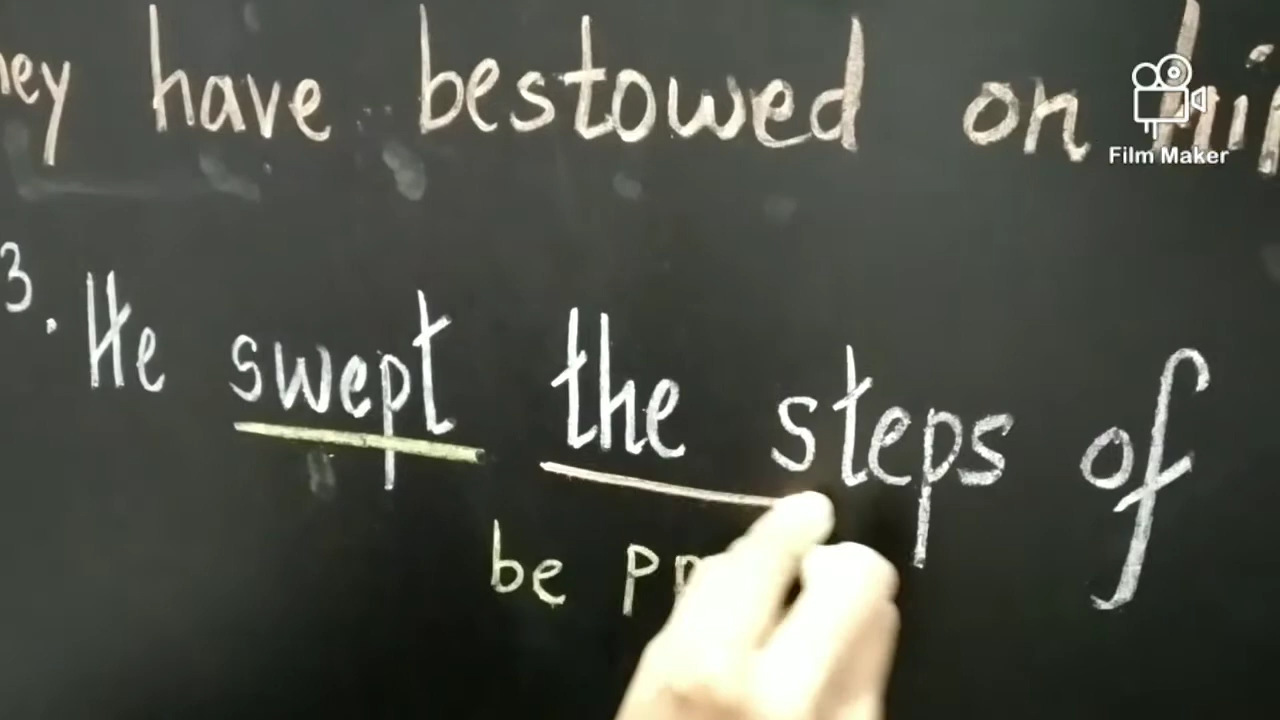 have bestowed on
Film Maker
3. He swept the steps of
be